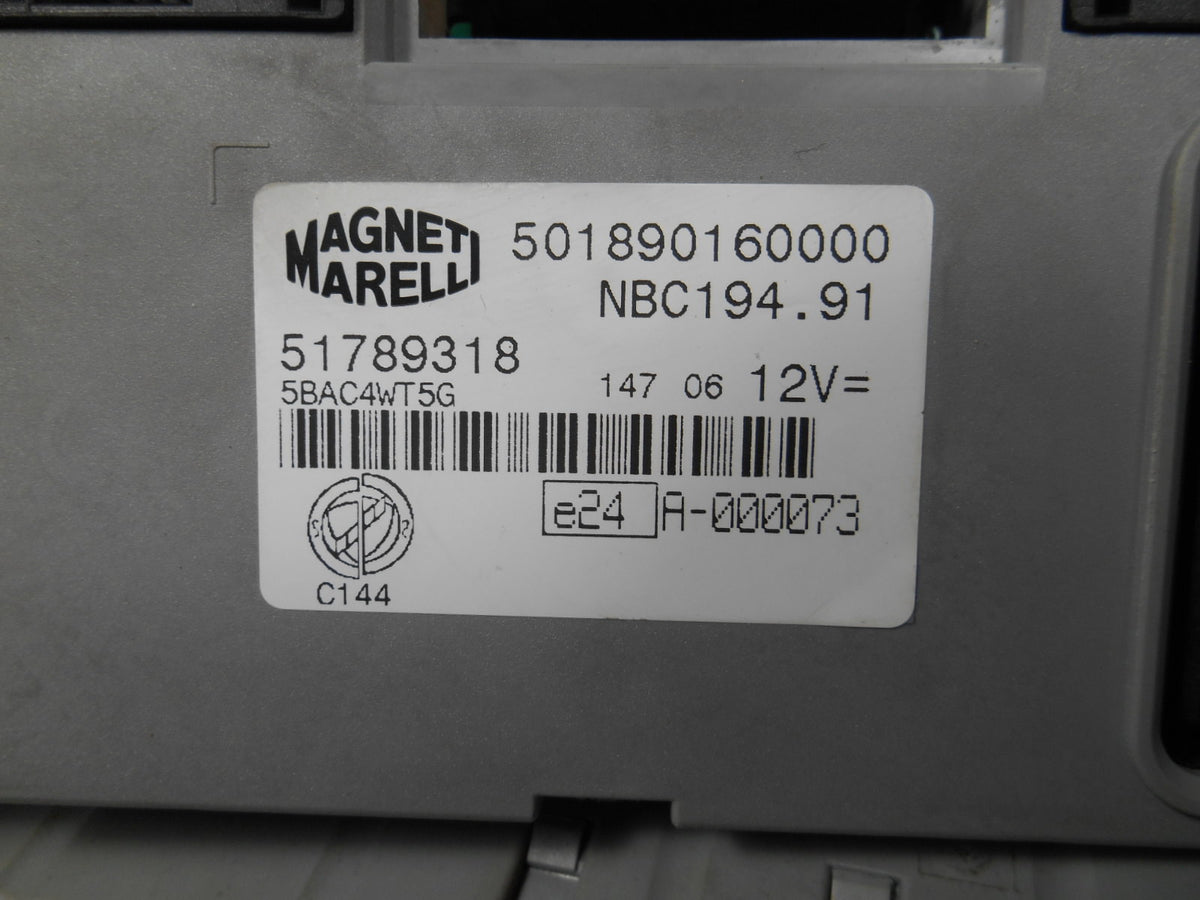 MAGNETI
MARELLI
501890160000
NBC194.91
51789318
5BAC4WT5G
147 06 12V=
e24 A-000073
C144